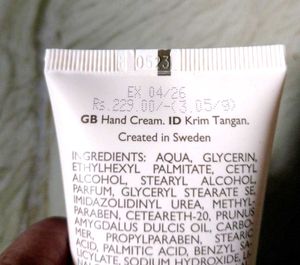 0523
EX 04/26
Rs.229.00/-(3.05/g)
GB Hand Cream. ID Krim Tangan.
Created in Sweden
INGREDIENTS: AQUA, GLYCERIN,
ETHYLHEXYL PALMITATE, CETYL
ALCOHOL, STEARYL ALCOHOL,
PARFUM, GLYCERYL STEARATE SE,
IMIDAZOLIDINYL UREA, METHYL-
PARABEN, CETEARETH-20, PRUNUS
AMYGDALUS DULCIS OIL, CARBO-
MER, PROPYLPARABEN, STEARIC
ACID, PALMITIC ACID, BENZYL SA-
LICYLATE, SODIUM HYDROXIDE,